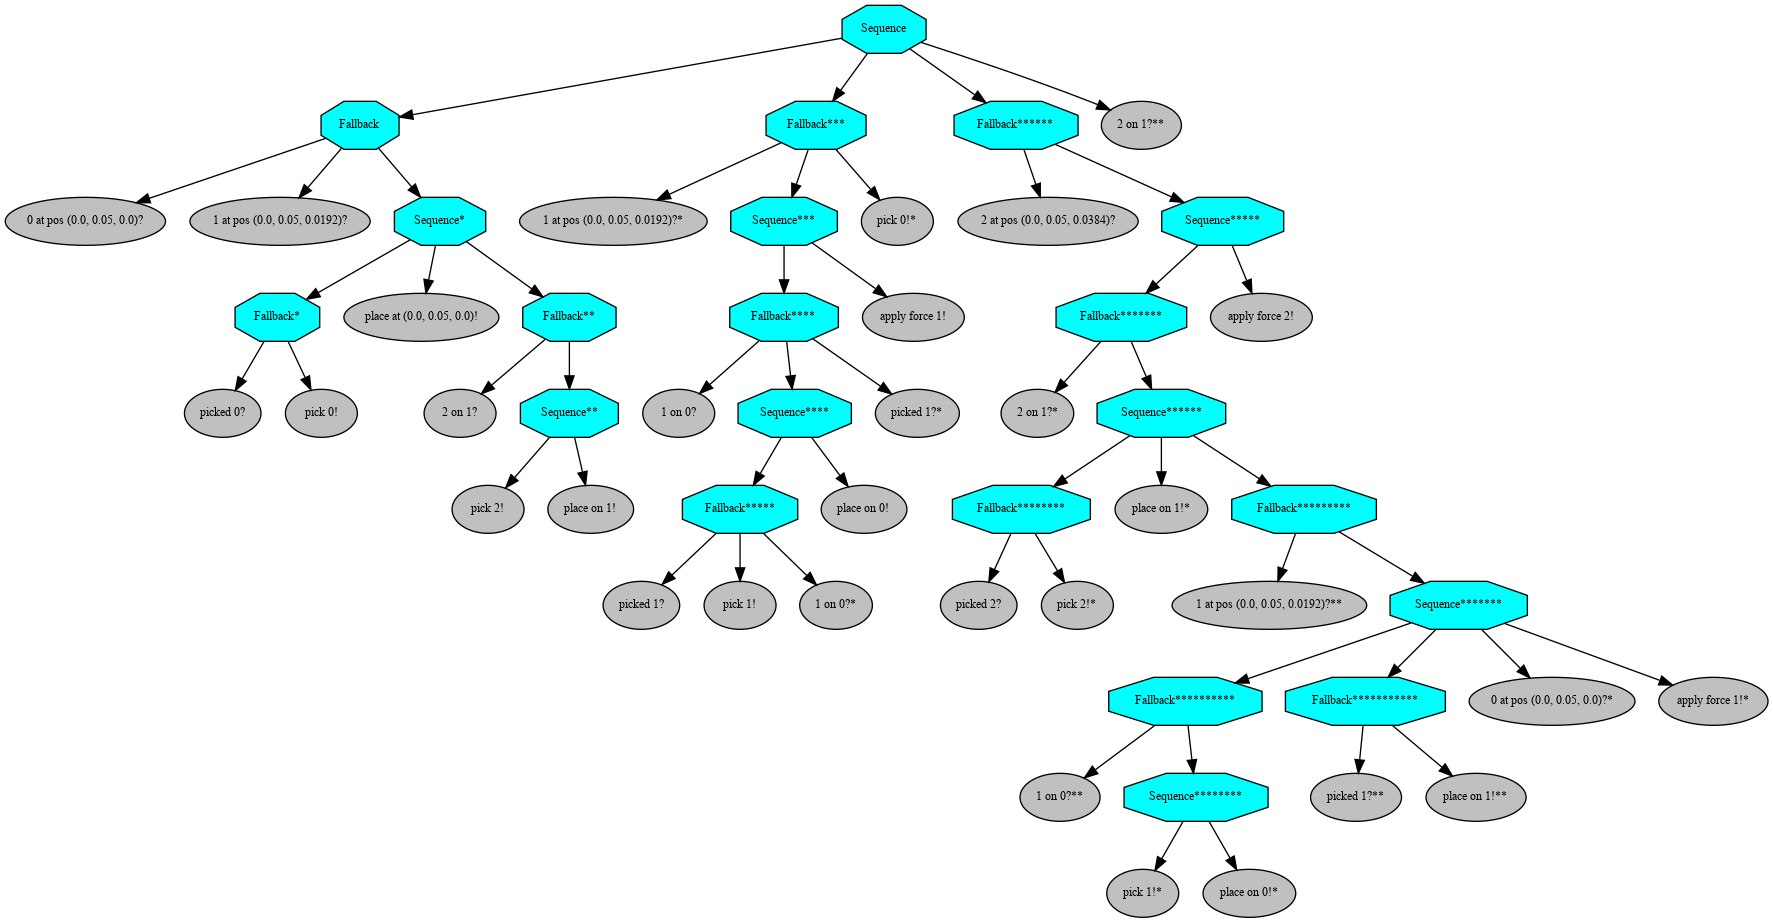 Sequence
Fallback
Fallback***
Fallback******
2 on 1?**
0 at pos (0.0, 0.05, 0.0)?
1 at pos (0.0, 0.05, 0.0192)?
Sequence*
1 at pos (0.0, 0.05, 0.0192)?*
Sequence***
pick 0!*
2 at pos (0.0, 0.05, 0.0384)?
Sequence*****
Fallback*
place at (0.0, 0.05, 0.0)!
Fallback**
Fallback****
apply force 1!
Fallback*******
apply force 2!
picked 0?
pick 0!
2 on 1?
Sequence**
1 on 0?
Sequence****
picked 1?*
2 on 1?*
Sequence******
pick 2!
place on 1!
Fallback*****
place on 0!
Fallback********
place on 1!*
Fallback*********
picked 1?
pick 1!
1 on 0?*
picked 2?
pick 2!*
1 at pos (0.0, 0.05, 0.0192)?**
Sequence*******
Fallback**********
Fallback***********
0 at pos (0.0, 0.05, 0.0)?*
apply force 1!*
1 on 0?**
Sequence********
picked 1?**
place on 1!**
pick 1!*
place on 0!*